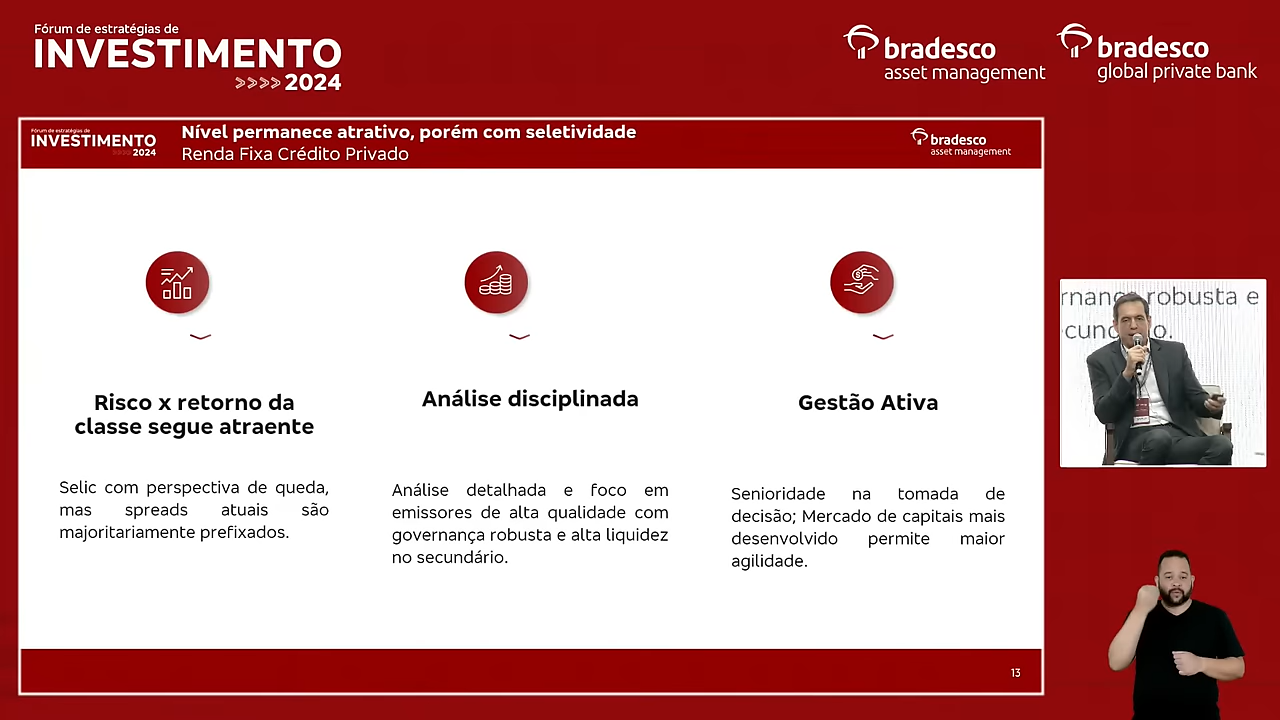 Fórum de estratégias de
INVESTIMENTO
>>>> 2024
bradesco
asset management
bradesco
global private bank
Fórum de estratégias de
INVESTIMENTO
>>>> 2024
Nível permanece atrativo, porém com seletividade
Renda Fixa Crédito Privado
bradesco
asset management
Risco x retorno da
classe segue atraente
Selic com perspectiva de queda,
mas spreads atuais são
majoritariamente prefixados.
Análise disciplinada
Análise detalhada e foco em
emissores de alta qualidade com
governança robusta e alta liquidez
no secundário.
Gestão Ativa
Senioridade na tomada de
decisão; Mercado de capitais mais
desenvolvido permite maior
agilidade.
13
robusta e